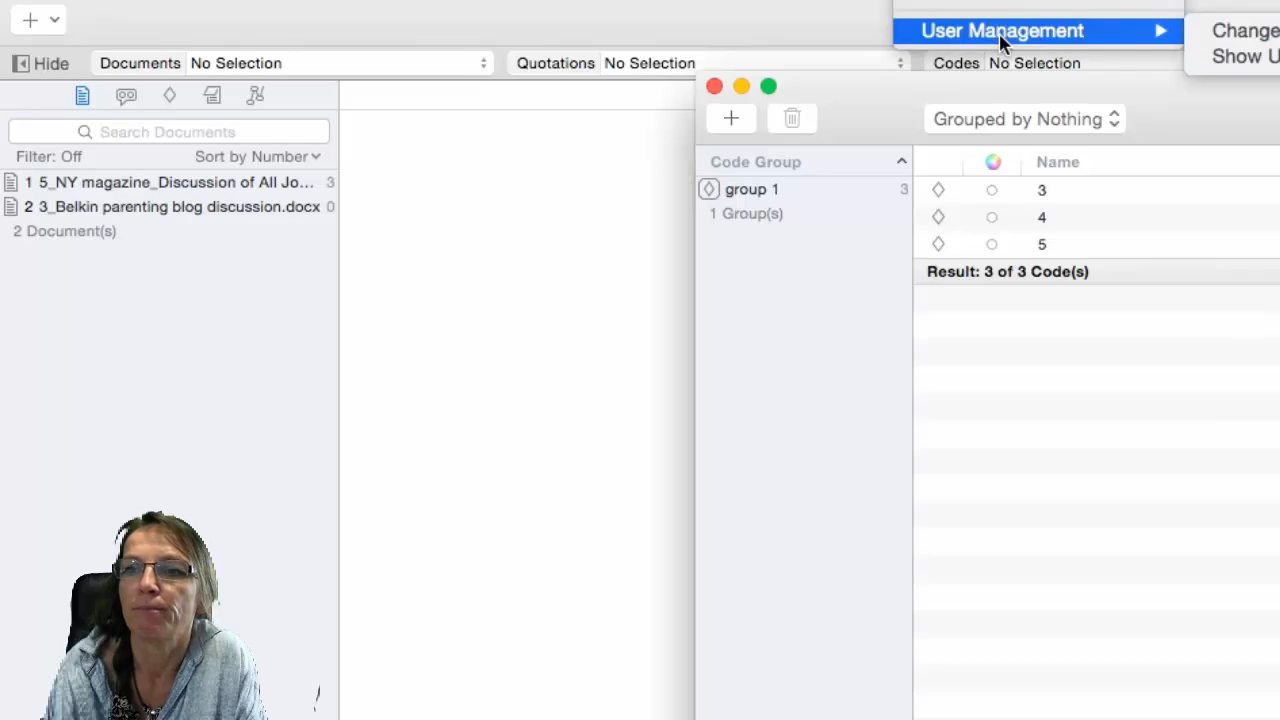 User Management
Change
Show U
Hide
Documents No Selection
Quotations No Selection
Codes No Selection
Search Documents
Filter: Off
Sort by Number
1 5_NY magazine_Discussion of All Jo... 3
2 3_Belkin parenting blog discussion.docx 0
2 Document(s)
Grouped by Nothing
Code Group
group 1 3
1 Group(s)
Name
3
4
5
Result: 3 of 3 Code(s)